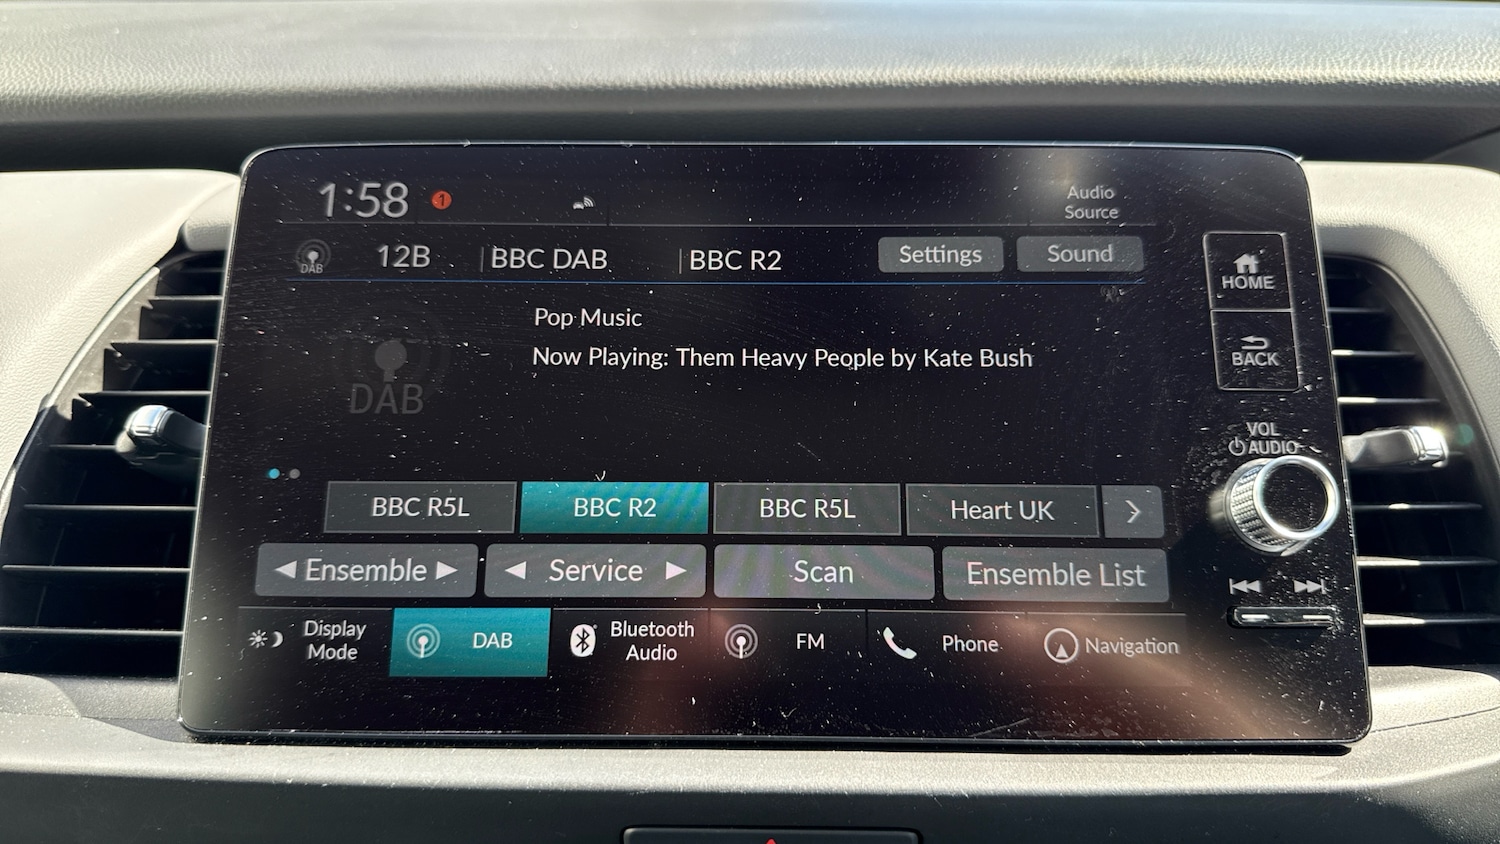 1:58 1
Audio
Source
DAB 12B BBC DAB BBC R2 Settings Sound
HOME
Pop Music
Now Playing: Them Heavy People by Kate Bush
BACK
DAB
VOL
AUDIO
BBC R5L BBC R2 BBC R5L Heart UK
Ensemble Service Scan Ensemble List
Display
Mode
DAB
Bluetooth
Audio
FM
Phone
Navigation